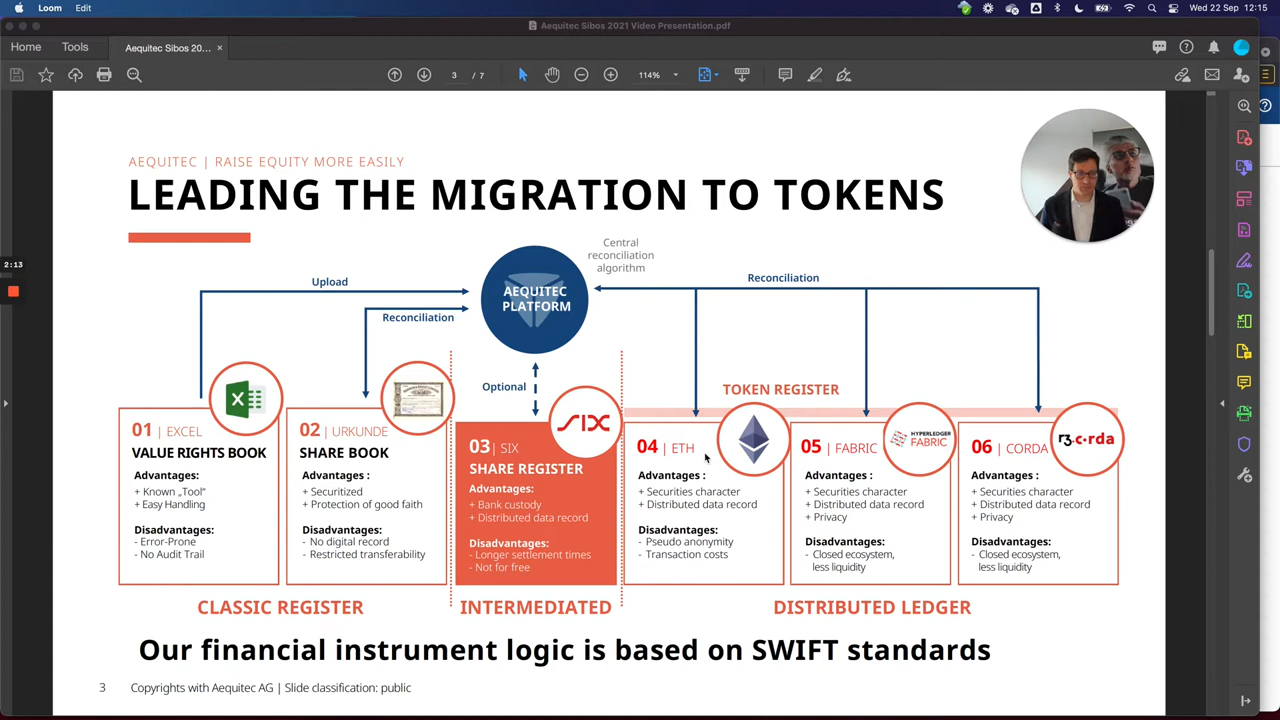 Loom Edit
Wed 22 Sep 12:15
Aequitec Sibos 2021 Video Presentation.pdf
Home Tools Aequitec Sibos 20... ×
3 / 7
114%
AEQUITEC | RAISE EQUITY MORE EASILY
LEADING THE MIGRATION TO TOKENS
2:13
Central
reconciliation
algorithm
Upload
Reconciliation
AEQUITEC
PLATFORM
Reconciliation
Optional
TOKEN REGISTER
SIX
HYPERLEDGER
FABRIC
r3.c·rda
01 | EXCEL
VALUE RIGHTS BOOK
Advantages:
+ Known „Tool"
+ Easy Handling
Disadvantages:
- Error-Prone
- No Audit Trail
02 | URKUNDE
SHARE BOOK
Advantages :
+ Securitized
+ Protection of good faith
Disadvantages:
- No digital record
- Restricted transferability
03 | SIX
SHARE REGISTER
Advantages:
+ Bank custody
+ Distributed data record
Disadvantages:
- Longer settlement times
- Not for free
04 | ETH
Advantages :
+ Securities character
+ Distributed data record
Disadvantages:
- Pseudo anonymity
- Transaction costs
05 | FABRIC
Advantages :
+ Securities character
+ Distributed data record
+ Privacy
Disadvantages:
- Closed ecosystem,
less liquidity
06 | CORDA
Advantages :
+ Securities character
+ Distributed data record
+ Privacy
Disadvantages:
- Closed ecosystem,
less liquidity
CLASSIC REGISTER
INTERMEDIATED
DISTRIBUTED LEDGER
Our financial instrument logic is based on SWIFT standards
3 Copyrights with Aequitec AG | Slide classification: public